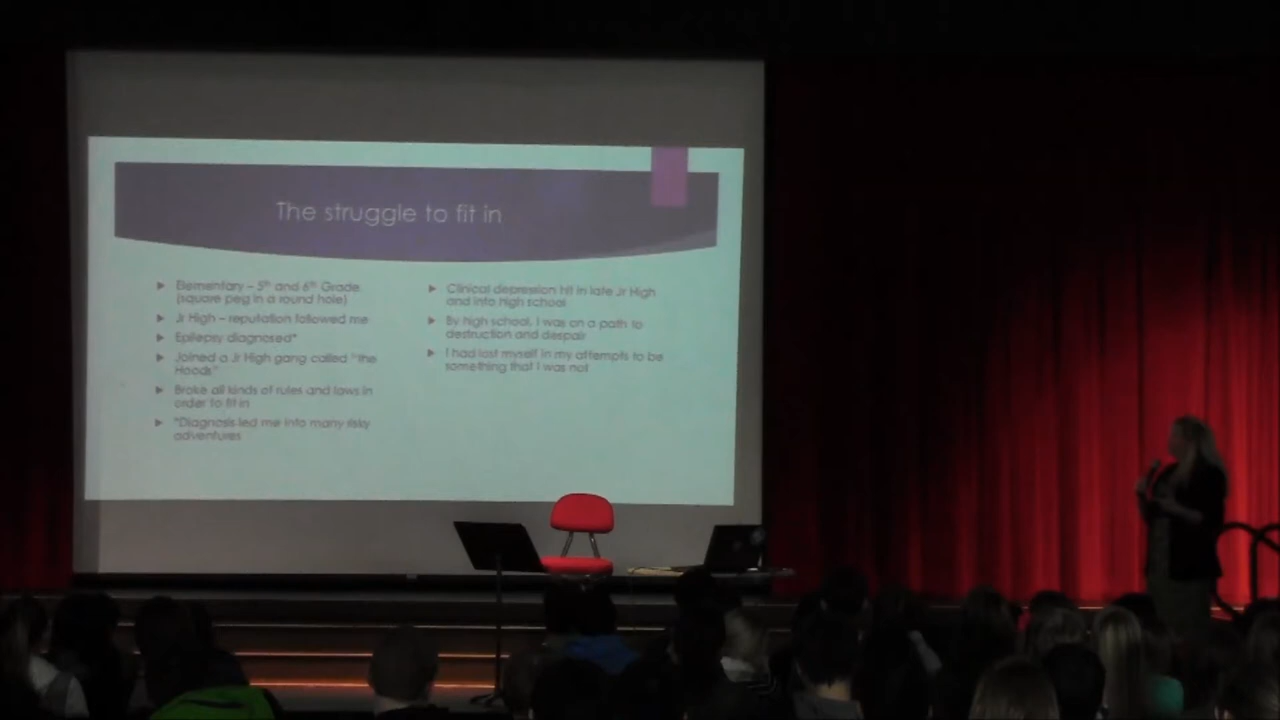 The struggle to fit in
Elementary – 5th and 6th Grade
(square peg in a round hole)
Jr High – reputation followed me
Epilepsy diagnosed*
Joined a Jr High gang called "the
Hoods"
Broke all kinds of rules and laws in
order to fit in
*Diagnosis led me into many risky
adventures
Clinical depression hit in late Jr High
and into high school
By high school, I was on a path to
destruction and despair
I had lost myself in my attempts to be
something that I was not